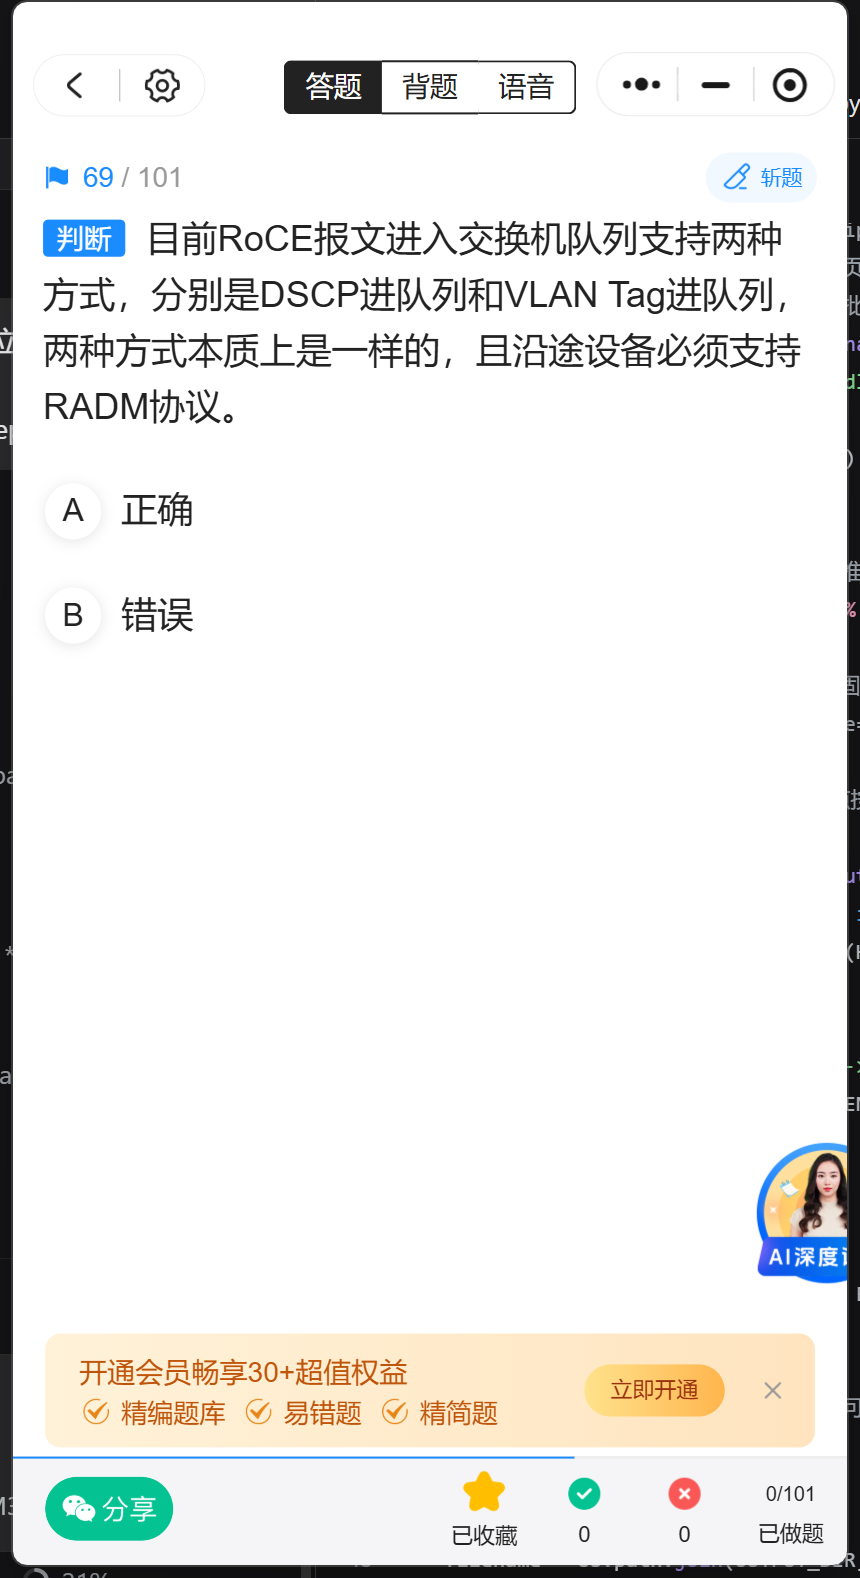 答题 背题 语音
69 / 101
斩题
判断 目前RoCE报文进入交换机队列支持两种
方式，分别是DSCP进队列和VLAN Tag进队列，
两种方式本质上是一样的，且沿途设备必须支持
RADM协议。
A 正确
B 错误
AI深度
开通会员畅享30+超值权益
精编题库 易错题 精简题
立即开通
分享
已收藏
0
0
0/101
已做题